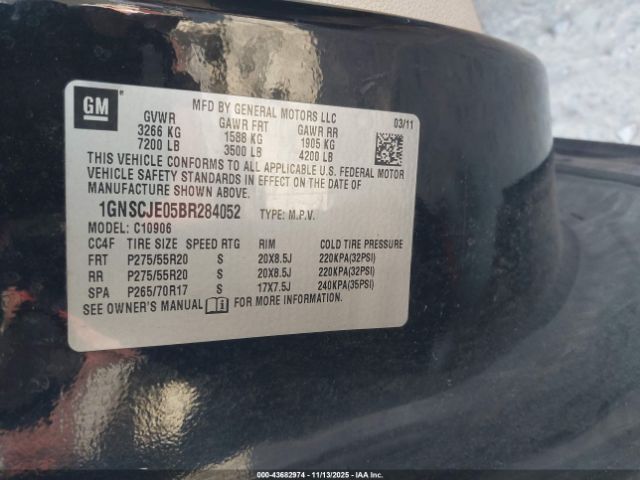 GM
MFD BY GENERAL MOTORS LLC
03/11
GVWR GAWR FRT GAWR RR
3266 KG 1588 KG 1905 KG
7200 LB 3500 LB 4200 LB
THIS VEHICLE CONFORMS TO ALL APPLICABLE U.S. FEDERAL MOTOR
VEHICLE SAFETY STANDARDS IN EFFECT ON THE DATE OF
MANUFACTURE SHOWN ABOVE.
1GNSCJE05BR284052 TYPE: M.P.V.
MODEL: C10906
CC4F TIRE SIZE SPEED RTG RIM COLD TIRE PRESSURE
FRT P275/55R20 S 20X8.5J 220KPA(32PSI)
RR P275/55R20 S 20X8.5J 220KPA(32PSI)
SPA P265/70R17 S 17X7.5J 240KPA(35PSI)
SEE OWNER'S MANUAL FOR MORE INFORMATION.
000-43682974 | 11/13/2025 - IAA, Inc.